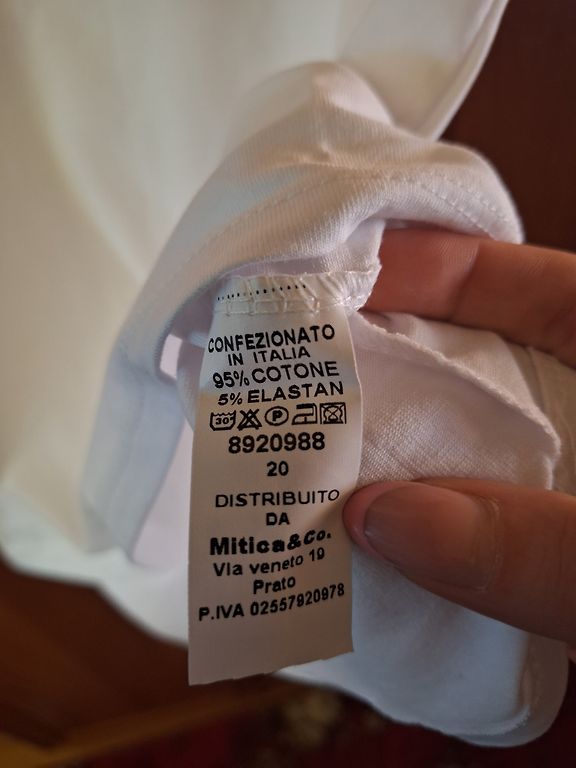 CONFEZIONATO
IN ITALIA
95% COTONE
5% ELASTAN
30° P
8920988
20
DISTRIBUITO
DA
Mitica&Co.
Via veneto 19
Prato
P.IVA 02557920978